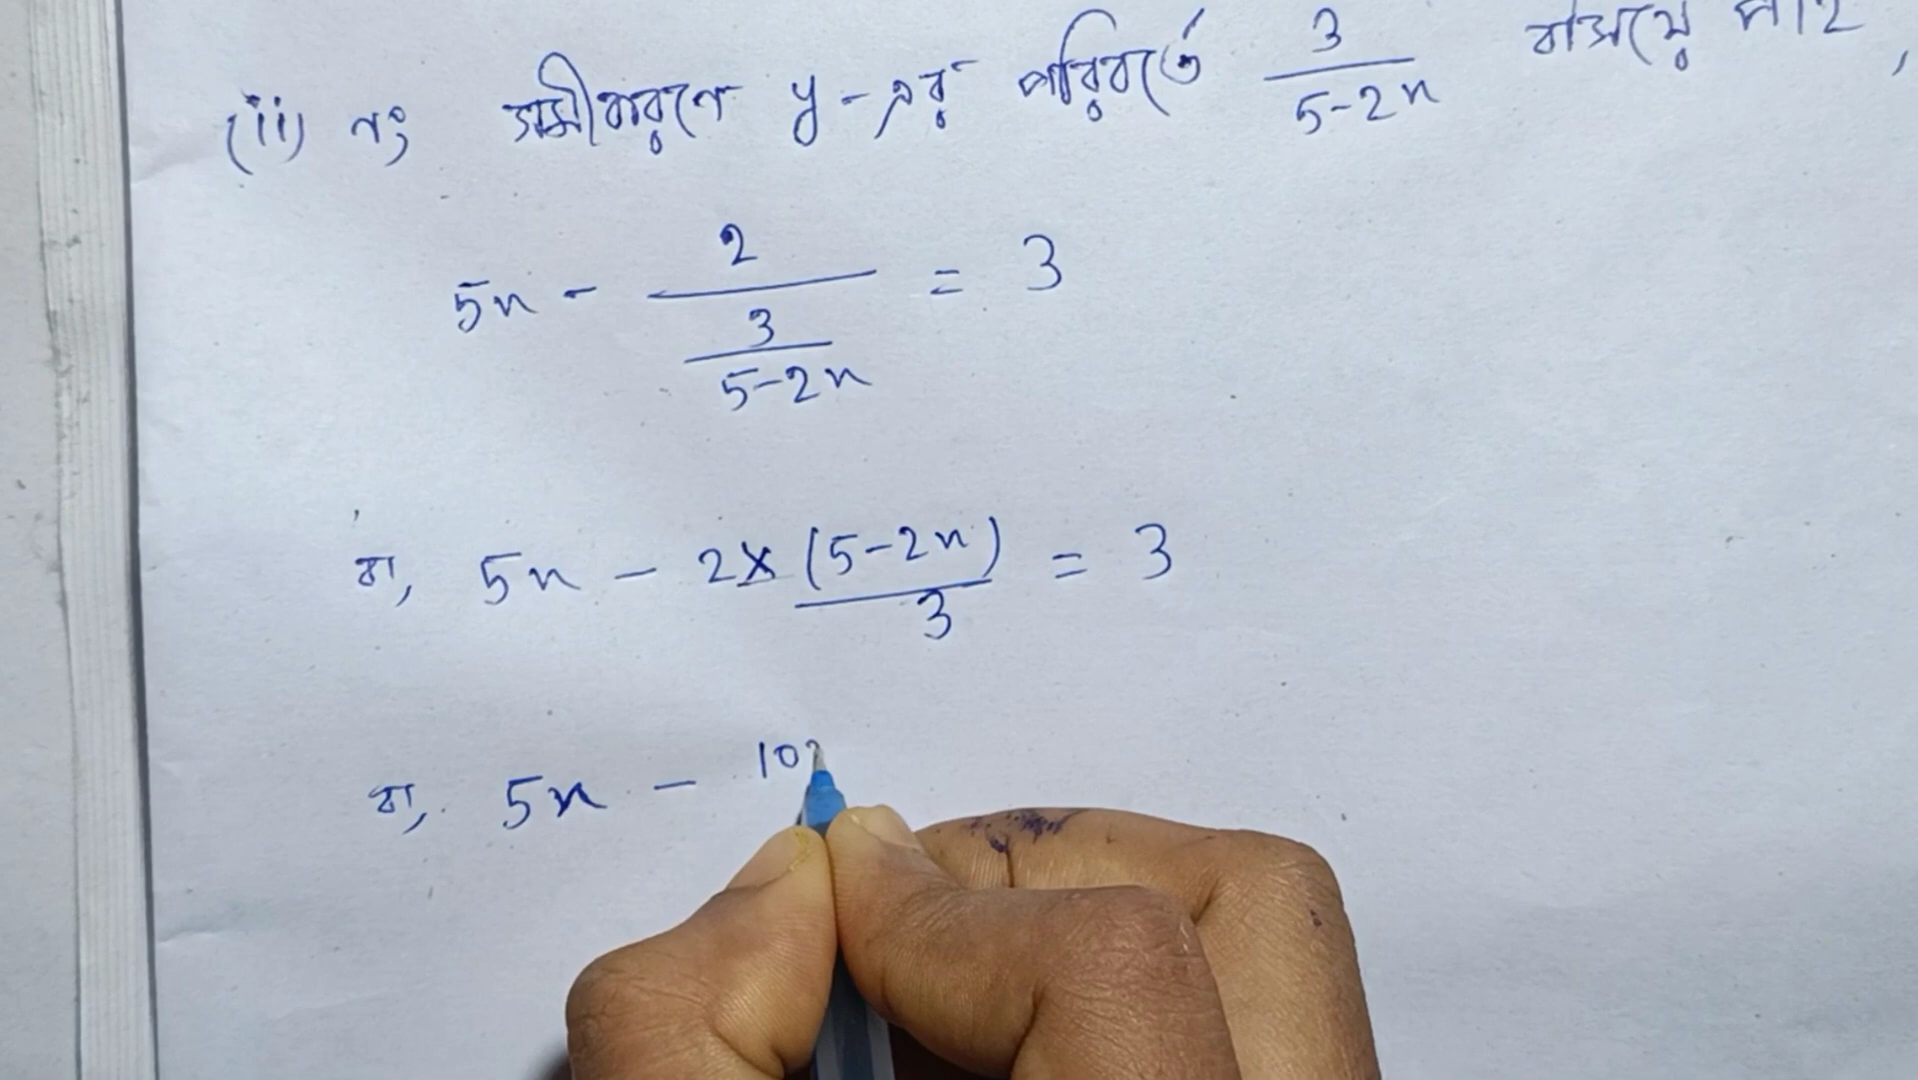 (ii) নং সমীকরণে y-এর পরিবর্তে 3/(5-2x) বসিয়ে পাই,
5x - 2/(3/(5-2x)) = 3
বা, 5x - 2×(5-2x)/3 = 3
বা, 5x - 10